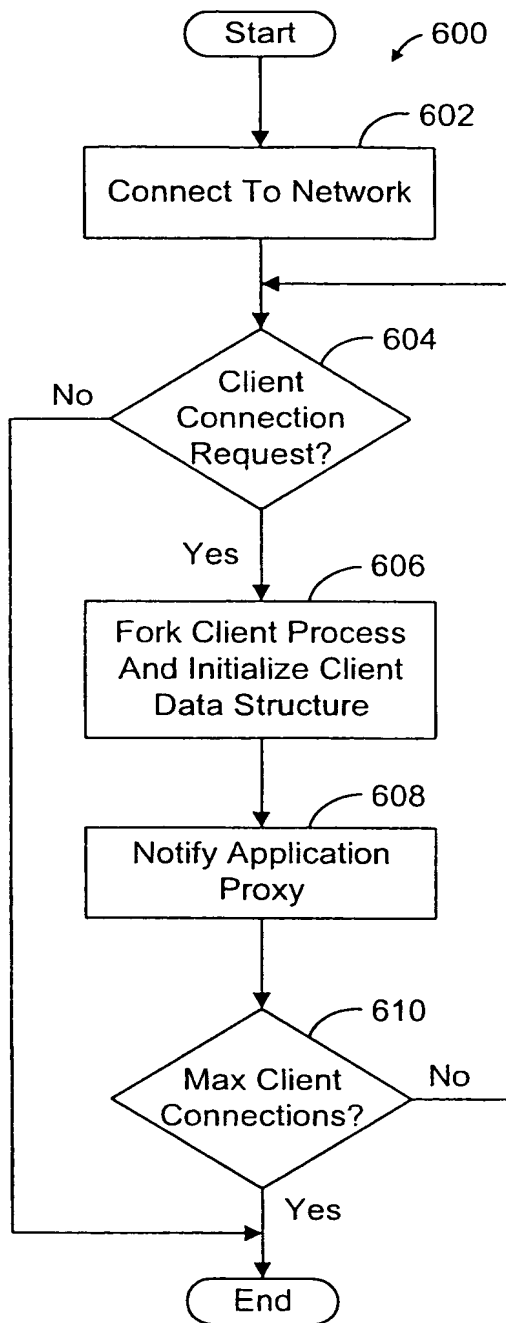 Start
600
602
Connect To Network
604
No
Client
Connection
Request?
Yes
606
Fork Client Process
And Initialize Client
Data Structure
608
Notify Application
Proxy
610
Max Client
Connections?
No
Yes
End